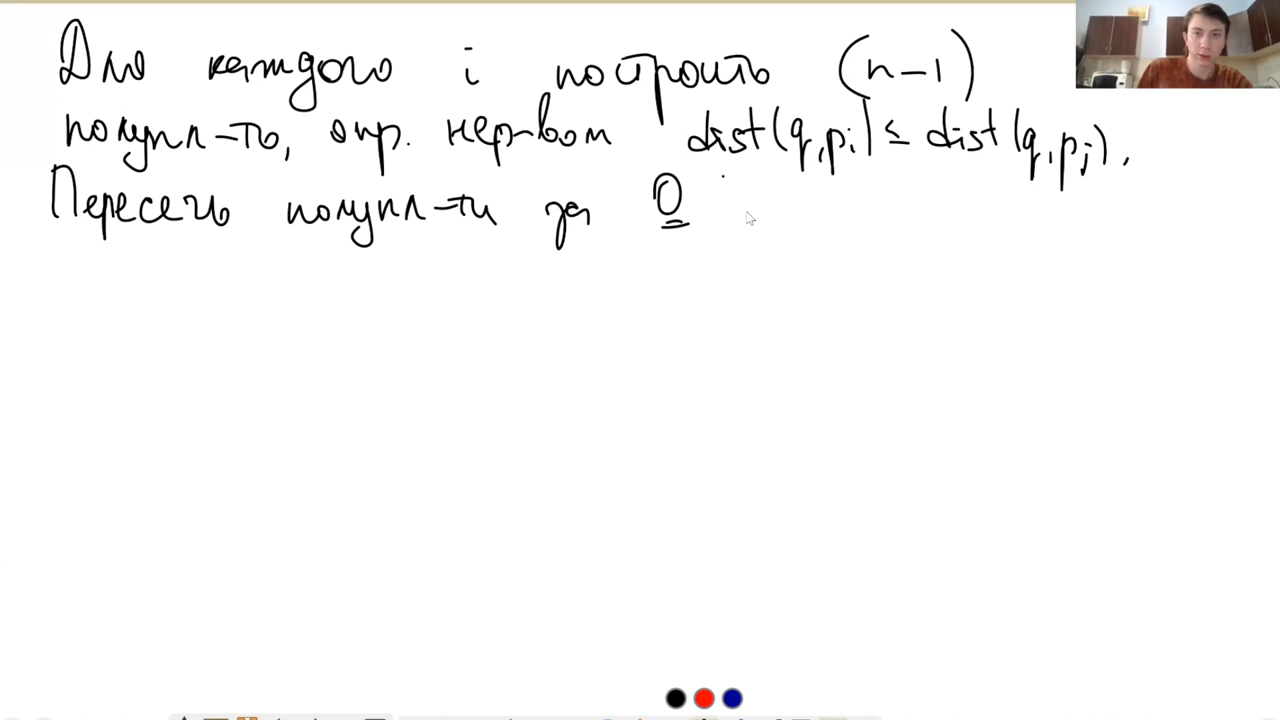 Для каждого i построить (n-1)
полупл-ть, опр. нер-вом dist(q, pi) ≤ dist(q, pj).
Пересечь полупл-ти за O